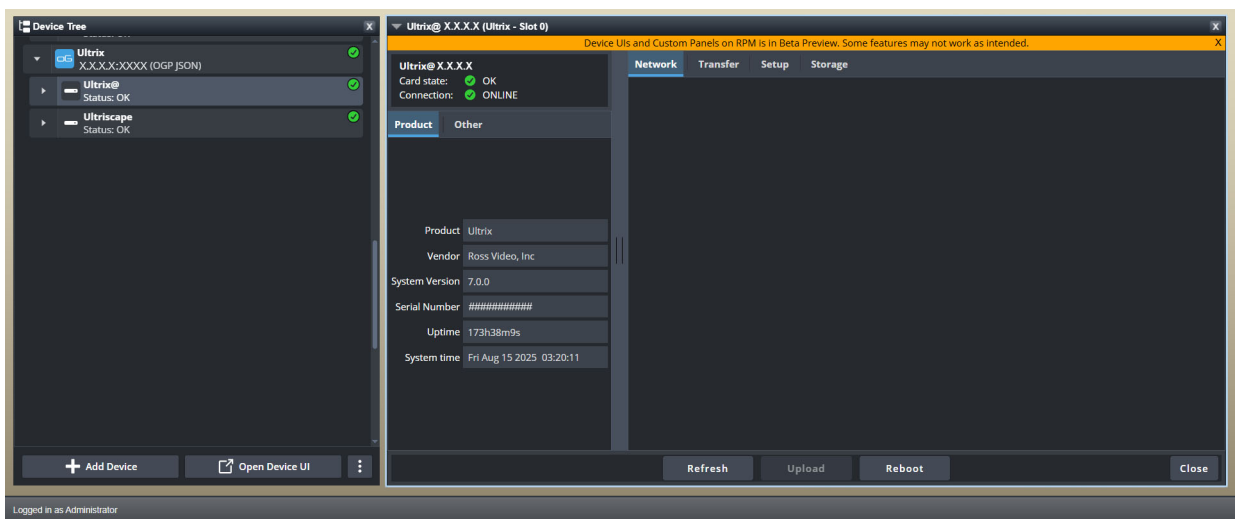 Device Tree
X
Ultrix
X.X.X.X:XXXX (OGP JSON)
Ultrix@
Status: OK
Ultriscape
Status: OK
Add Device
Open Device UI
Ultrix@ X.X.X.X (Ultrix - Slot 0)
X
Device UIs and Custom Panels on RPM is in Beta Preview. Some features may not work as intended.
X
Ultrix@ X.X.X.X
Card state: OK
Connection: ONLINE
Product Other
Product Ultrix
Vendor Ross Video, Inc
System Version 7.0.0
Serial Number ###########
Uptime 173h38m9s
System time Fri Aug 15 2025 03:20:11
Network Transfer Setup Storage
Refresh Upload Reboot Close
Logged in as Administrator